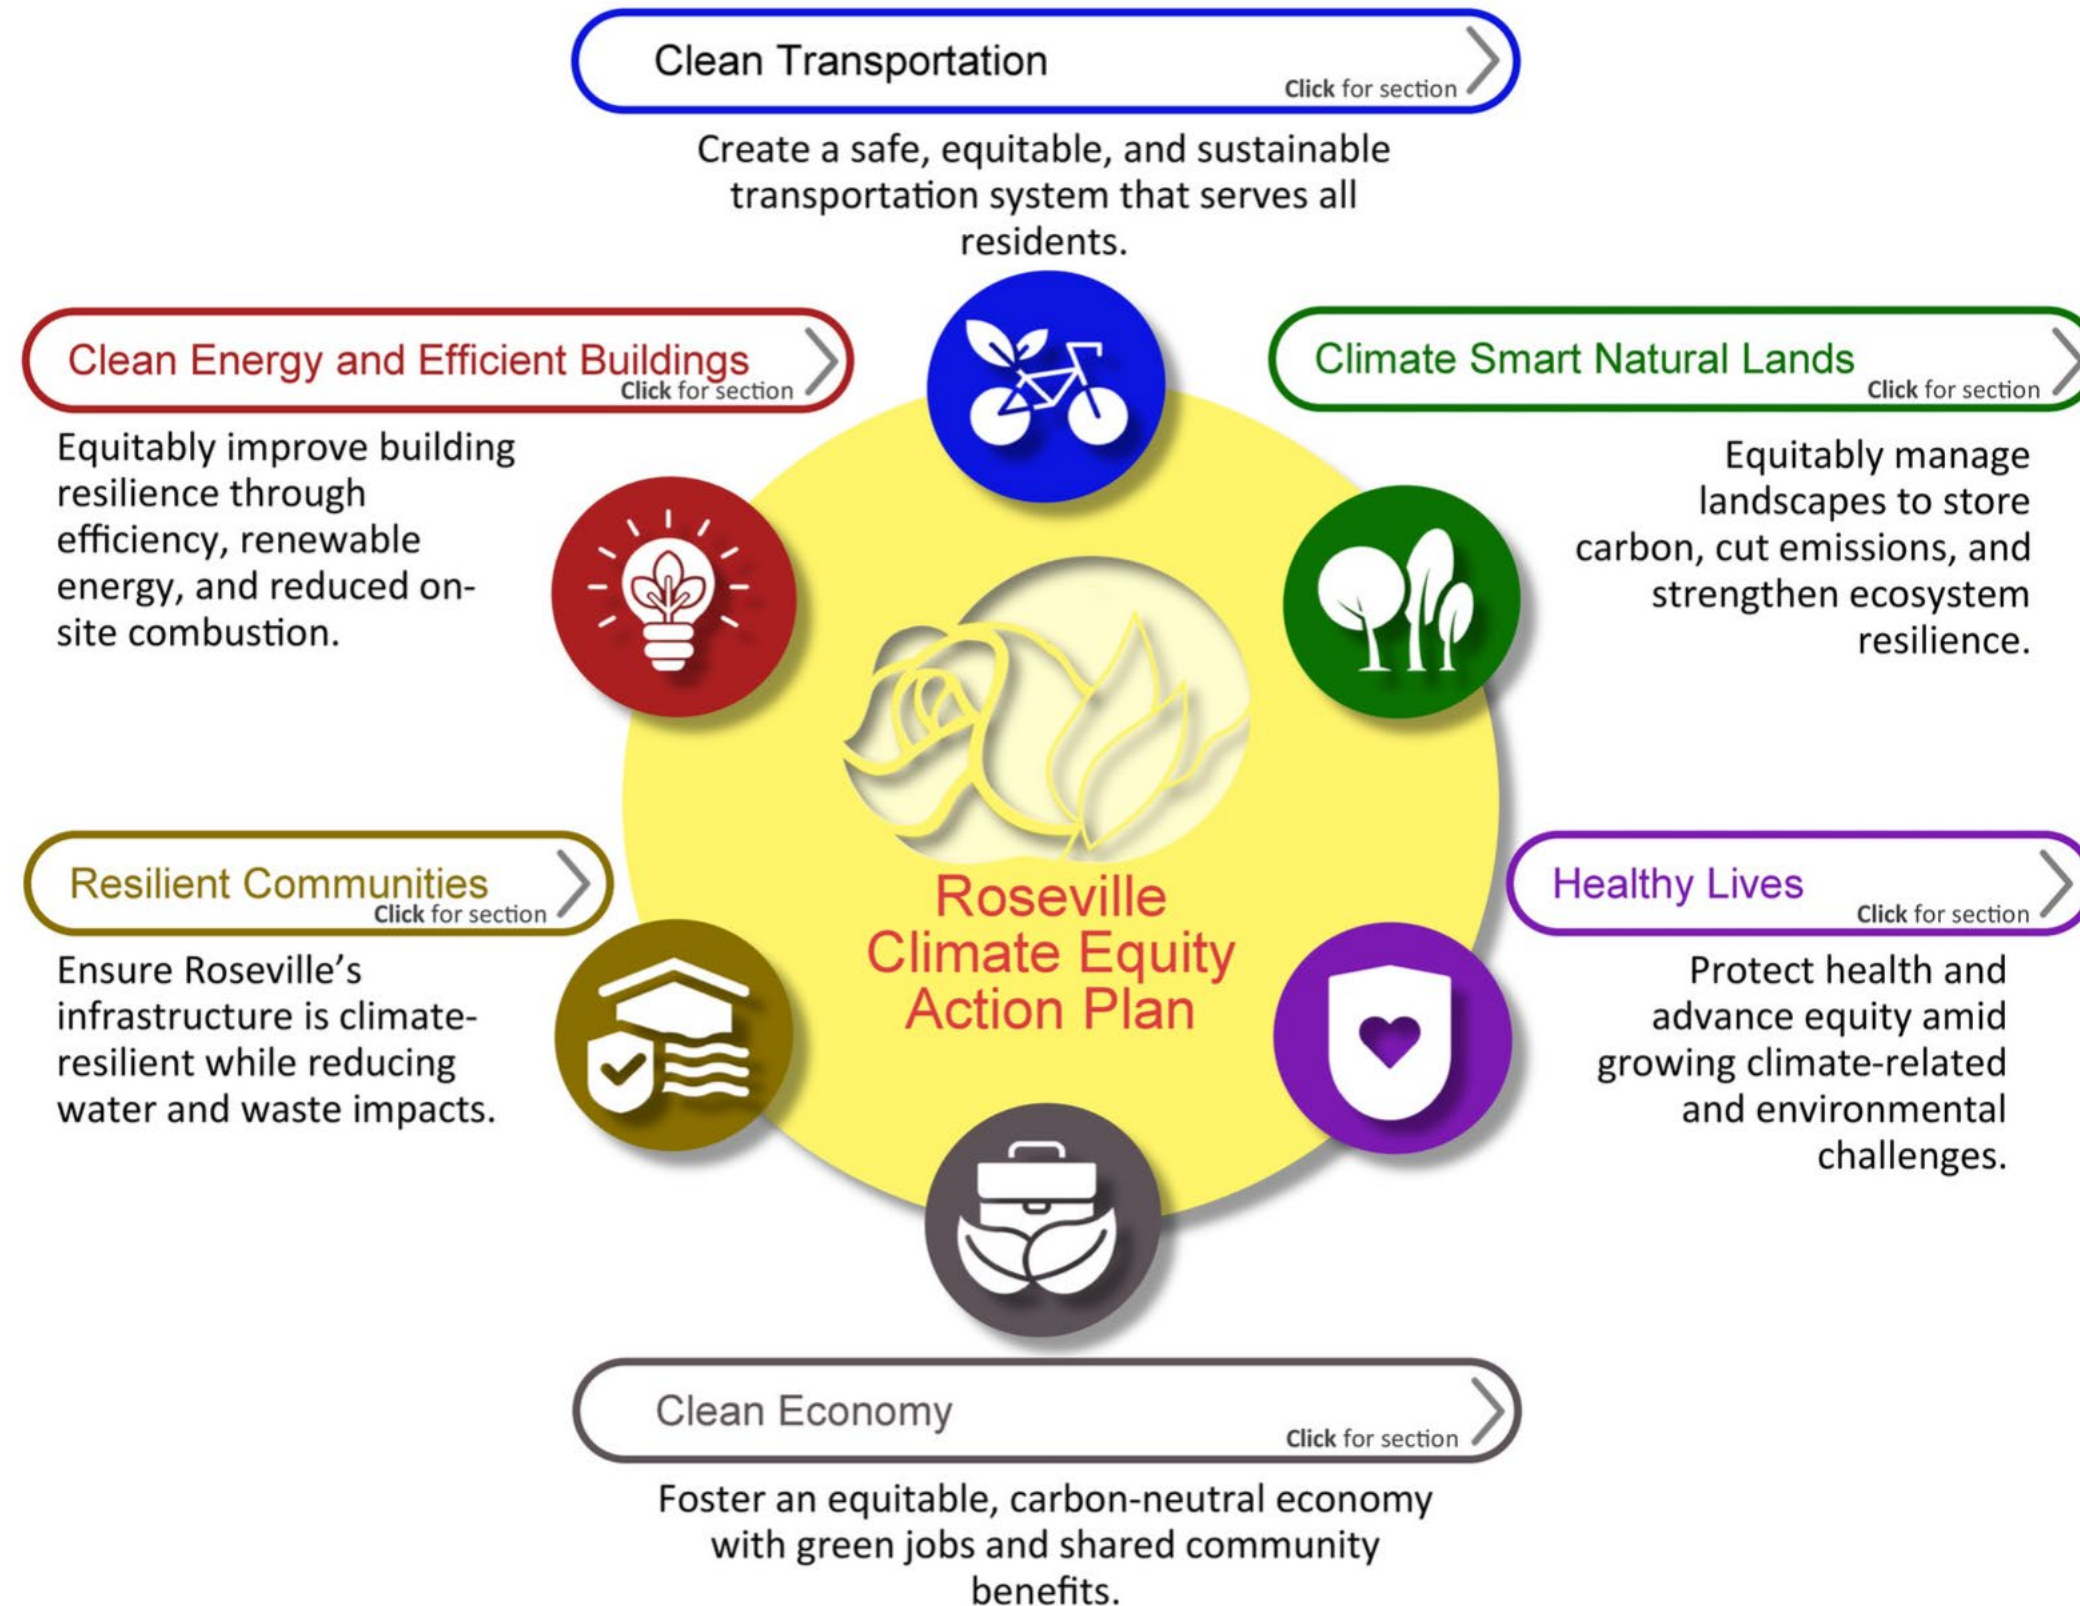 Clean Transportation
Click for section
Create a safe, equitable, and sustainable
transportation system that serves all
residents.
Clean Energy and Efficient Buildings
Click for section
Equitably improve building
resilience through
efficiency, renewable
energy, and reduced on-
site combustion.
Climate Smart Natural Lands
Click for section
Equitably manage
landscapes to store
carbon, cut emissions, and
strengthen ecosystem
resilience.
Roseville
Climate Equity
Action Plan
Resilient Communities
Click for section
Ensure Roseville’s
infrastructure is climate-
resilient while reducing
water and waste impacts.
Healthy Lives
Click for section
Protect health and
advance equity amid
growing climate-related
and environmental
challenges.
Clean Economy
Click for section
Foster an equitable, carbon-neutral economy
with green jobs and shared community
benefits.